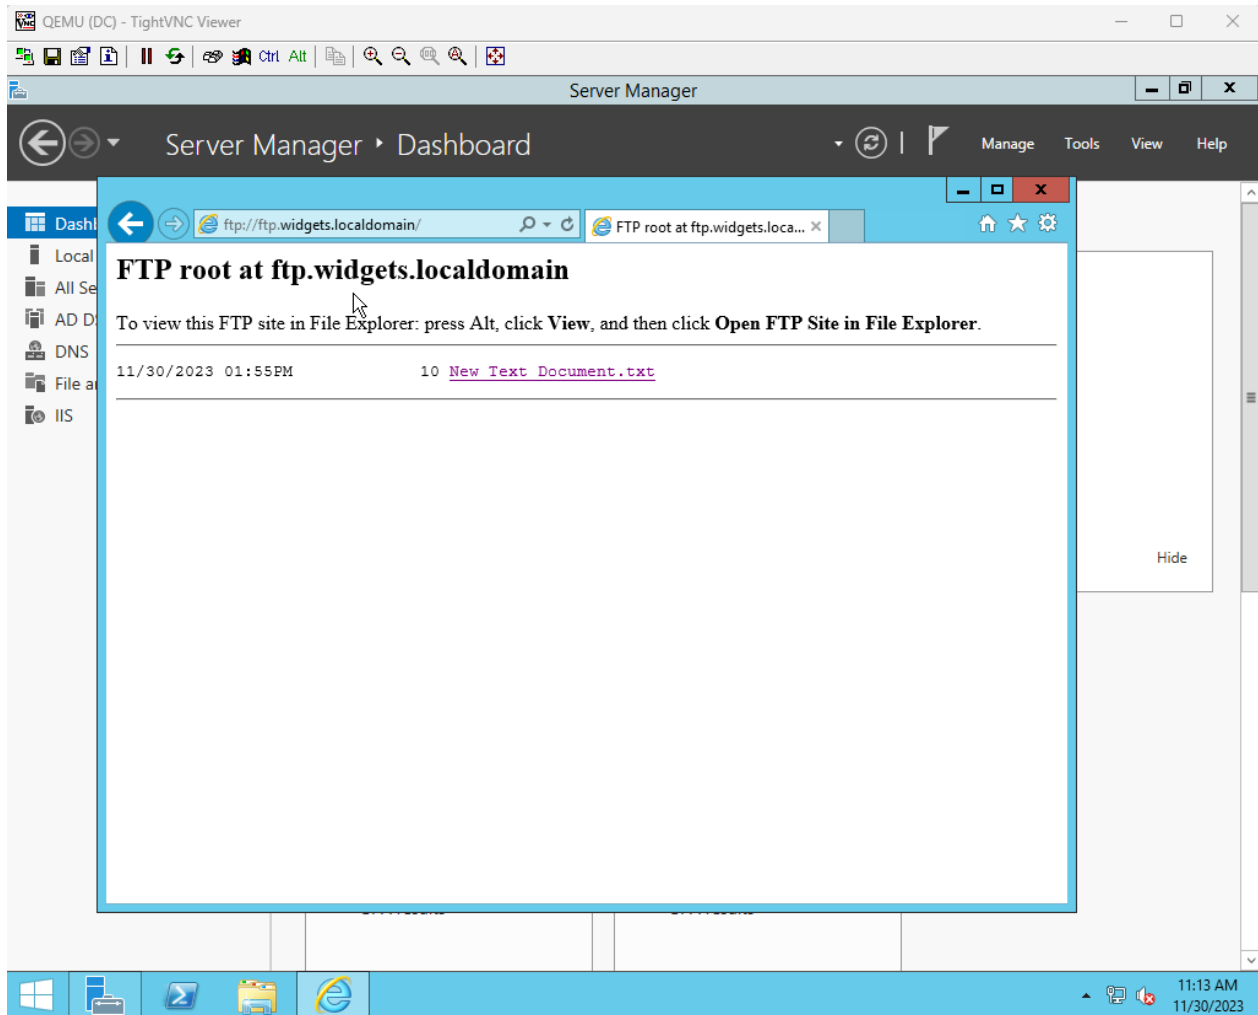 QEMU (DC) - TightVNC Viewer
Ctrl Alt
Server Manager
Server Manager ‣ Dashboard
Manage Tools View Help
ftp://ftp.widgets.localdomain/
FTP root at ftp.widgets.loca...
Dashl
Local
All Se
AD D
DNS
File a
IIS
FTP root at ftp.widgets.localdomain
To view this FTP site in File Explorer: press Alt, click View, and then click Open FTP Site in File Explorer.
11/30/2023 01:55PM 10 New Text Document.txt
Hide
11:13 AM
11/30/2023